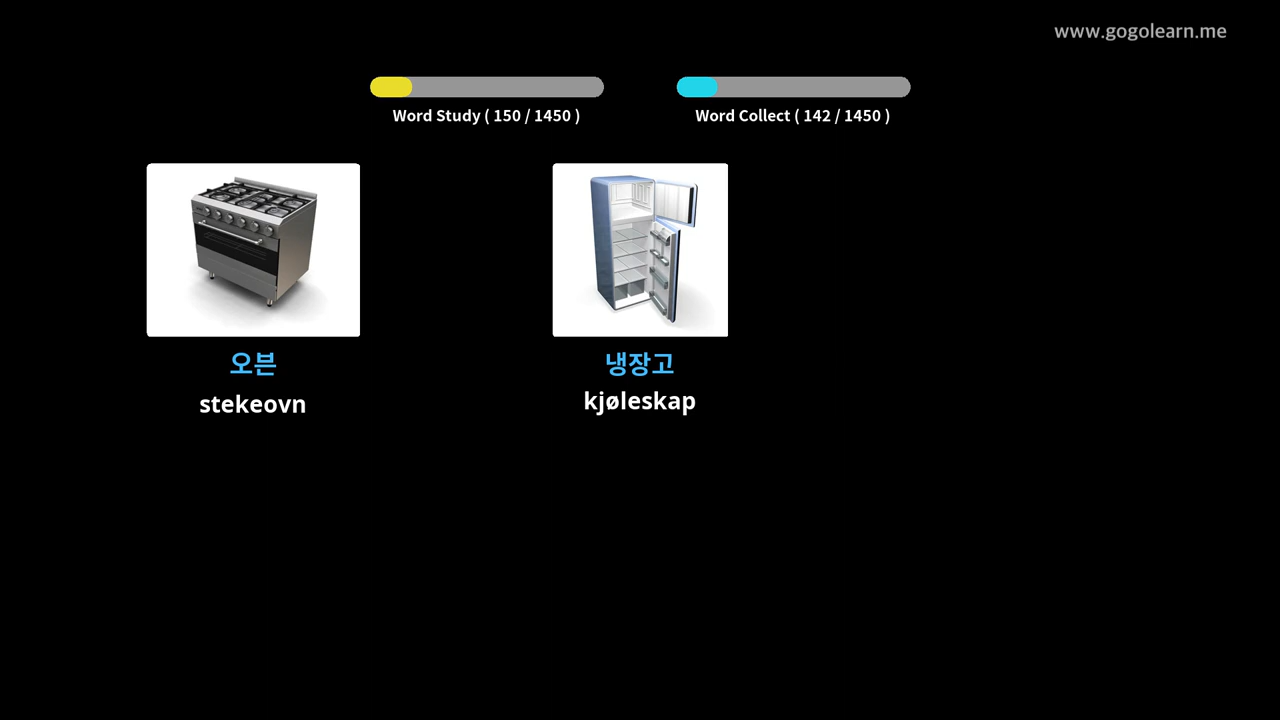 www.gogolearn.me
Word Study ( 150 / 1450 )
Word Collect ( 142 / 1450 )
오븐
stekeovn
냉장고
kjøleskap